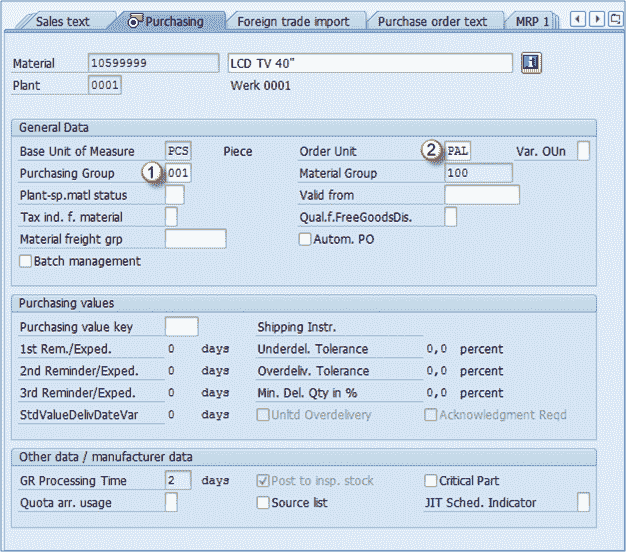 Sales text Purchasing Foreign trade import Purchase order text MRP 1
Material 10599999 LCD TV 40"
Plant 0001 Werk 0001
General Data
Base Unit of Measure PCS Piece Order Unit 2 PAL Var. OUn
Purchasing Group 1 001 Material Group 100
Plant-sp.matl status Valid from
Tax ind. f. material Qual.f.FreeGoodsDis.
Material freight grp Autom. PO
Batch management
Purchasing values
Purchasing value key Shipping Instr.
1st Rem./Exped. 0 days Underdel. Tolerance 0,0 percent
2nd Reminder/Exped. 0 days Overdeliv. Tolerance 0,0 percent
3rd Reminder/Exped. 0 days Min. Del. Qty in % 0,0 percent
StdValueDelivDateVar 0 days Unltd Overdelivery Acknowledgment Reqd
Other data / manufacturer data
GR Processing Time 2 days Post to insp. stock Critical Part
Quota arr. usage Source list JIT Sched. Indicator